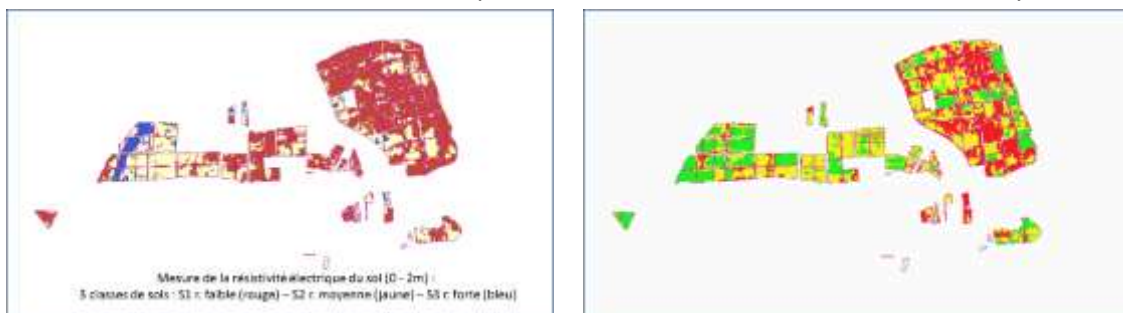 Mesure de la résistivité électrique du sol (0 - 2m) :
3 classes de sols : S1 r. faible (rouge) – S2 r. moyenne (jaune) – S3 r. forte (bleu)